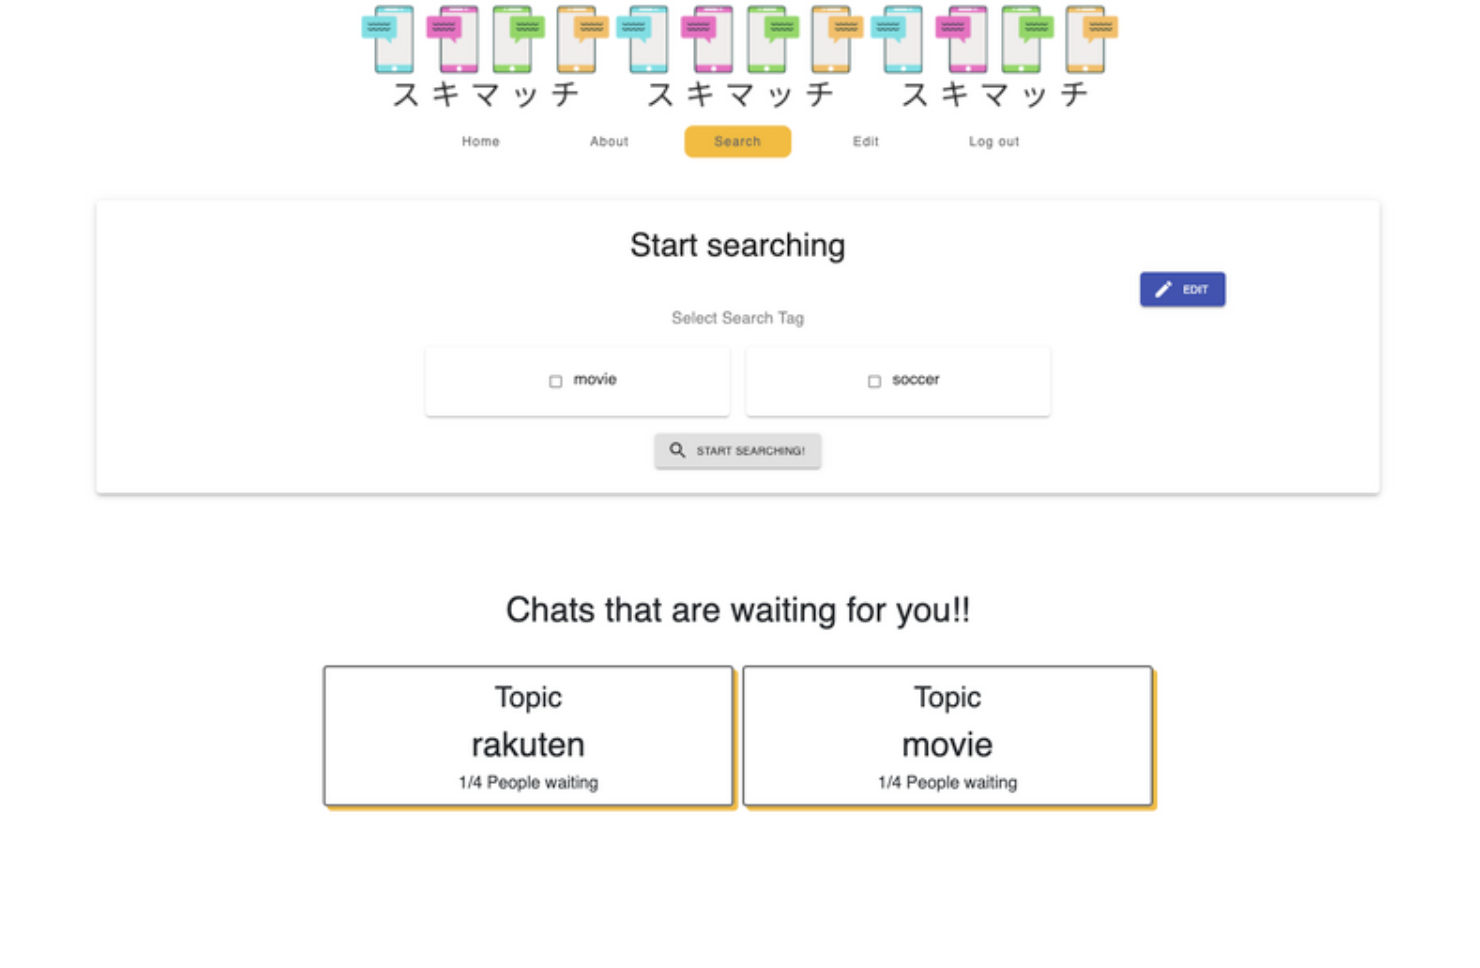 スキマッチ スキマッチ スキマッチ
Home About Search Edit Log out
Start searching
EDIT
Select Search Tag
movie soccer
START SEARCHING!
Chats that are waiting for you!!
Topic
rakuten
1/4 People waiting
Topic
movie
1/4 People waiting